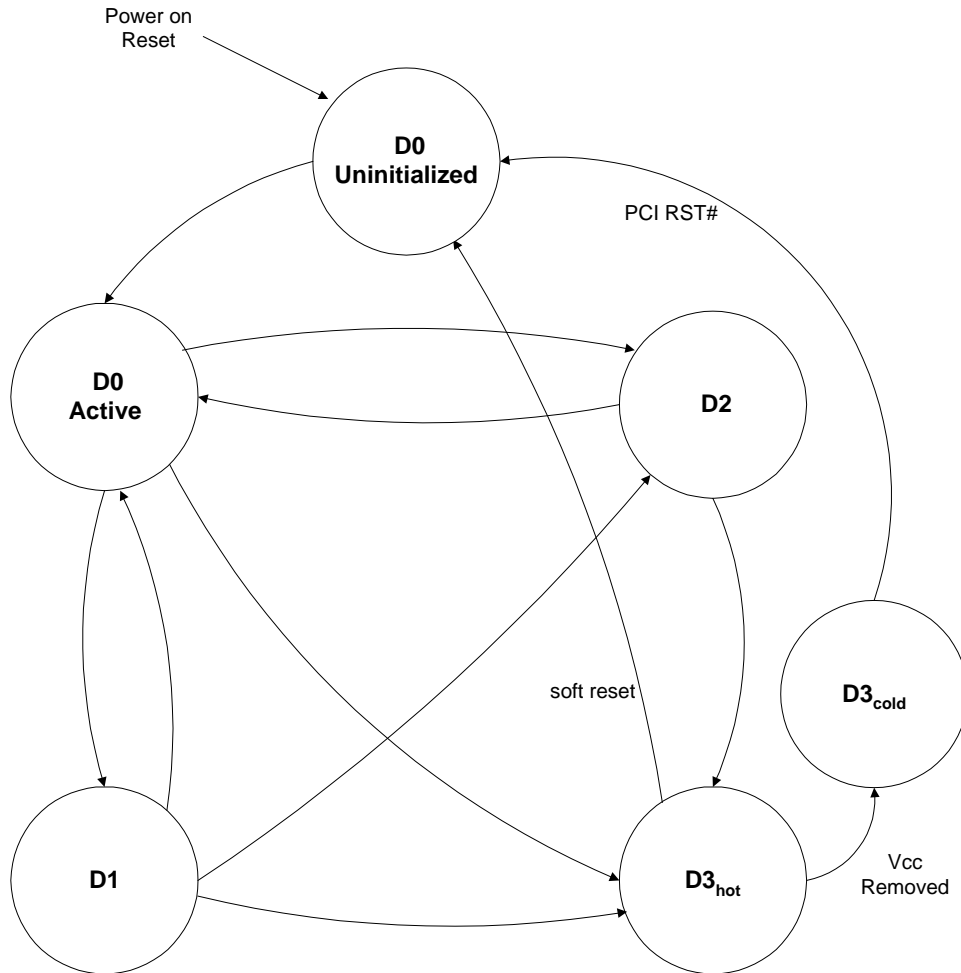 Power on
Reset
D0
Uninitialized
PCI RST#
D0
Active
D2
soft reset
D3cold
D1
D3hot
Vcc
Removed